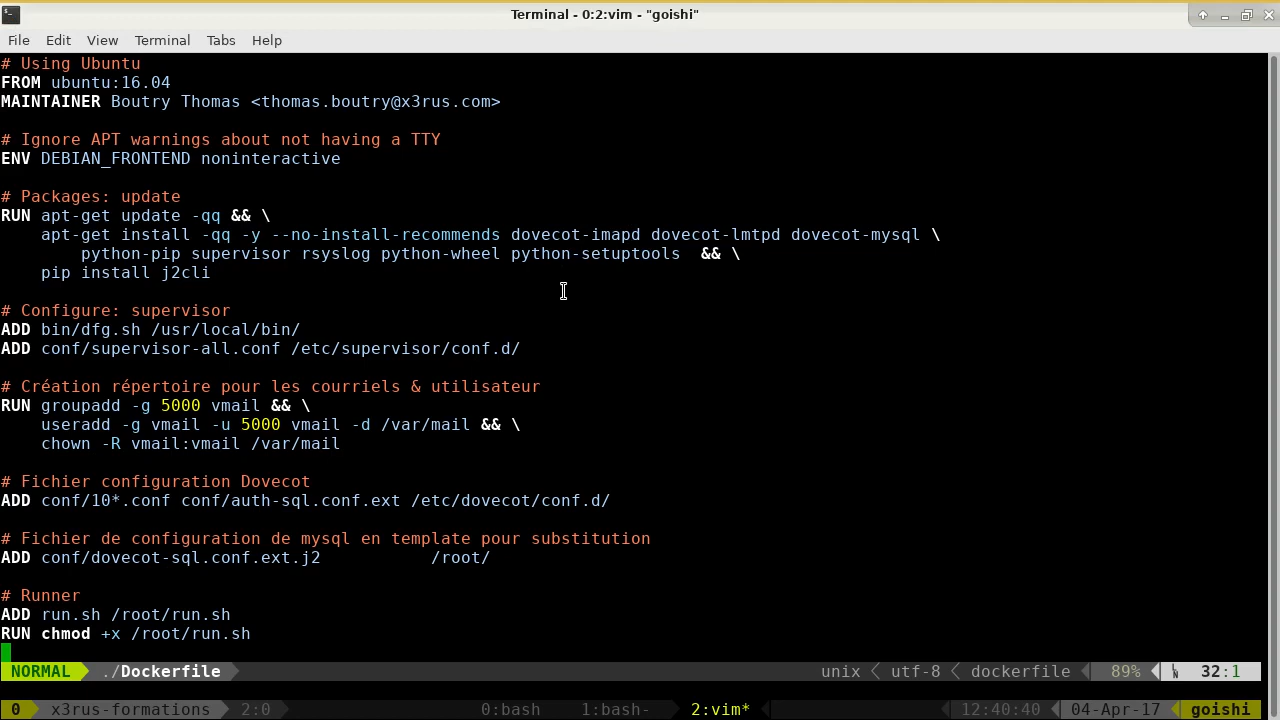 Terminal - 0:2:vim - "goishi"
File Edit View Terminal Tabs Help
# Using Ubuntu
FROM ubuntu:16.04
MAINTAINER Boutry Thomas <thomas.boutry@x3rus.com>
# Ignore APT warnings about not having a TTY
ENV DEBIAN_FRONTEND noninteractive
# Packages: update
RUN apt-get update -qq && \
    apt-get install -qq -y --no-install-recommends dovecot-imapd dovecot-lmtpd dovecot-mysql \
        python-pip supervisor rsyslog python-wheel python-setuptools  && \
    pip install j2cli
# Configure: supervisor
ADD bin/dfg.sh /usr/local/bin/
ADD conf/supervisor-all.conf /etc/supervisor/conf.d/
# Création répertoire pour les courriels & utilisateur
RUN groupadd -g 5000 vmail && \
    useradd -g vmail -u 5000 vmail -d /var/mail && \
    chown -R vmail:vmail /var/mail
# Fichier configuration Dovecot
ADD conf/10*.conf conf/auth-sql.conf.ext /etc/dovecot/conf.d/
# Fichier de configuration de mysql en template pour substitution
ADD conf/dovecot-sql.conf.ext.j2           /root/
# Runner
ADD run.sh /root/run.sh
RUN chmod +x /root/run.sh
NORMAL ./Dockerfile unix utf-8 dockerfile 89% 32:1
0 x3rus-formations 2:0 0:bash 1:bash- 2:vim* 12:40:40 04-Apr-17 goishi